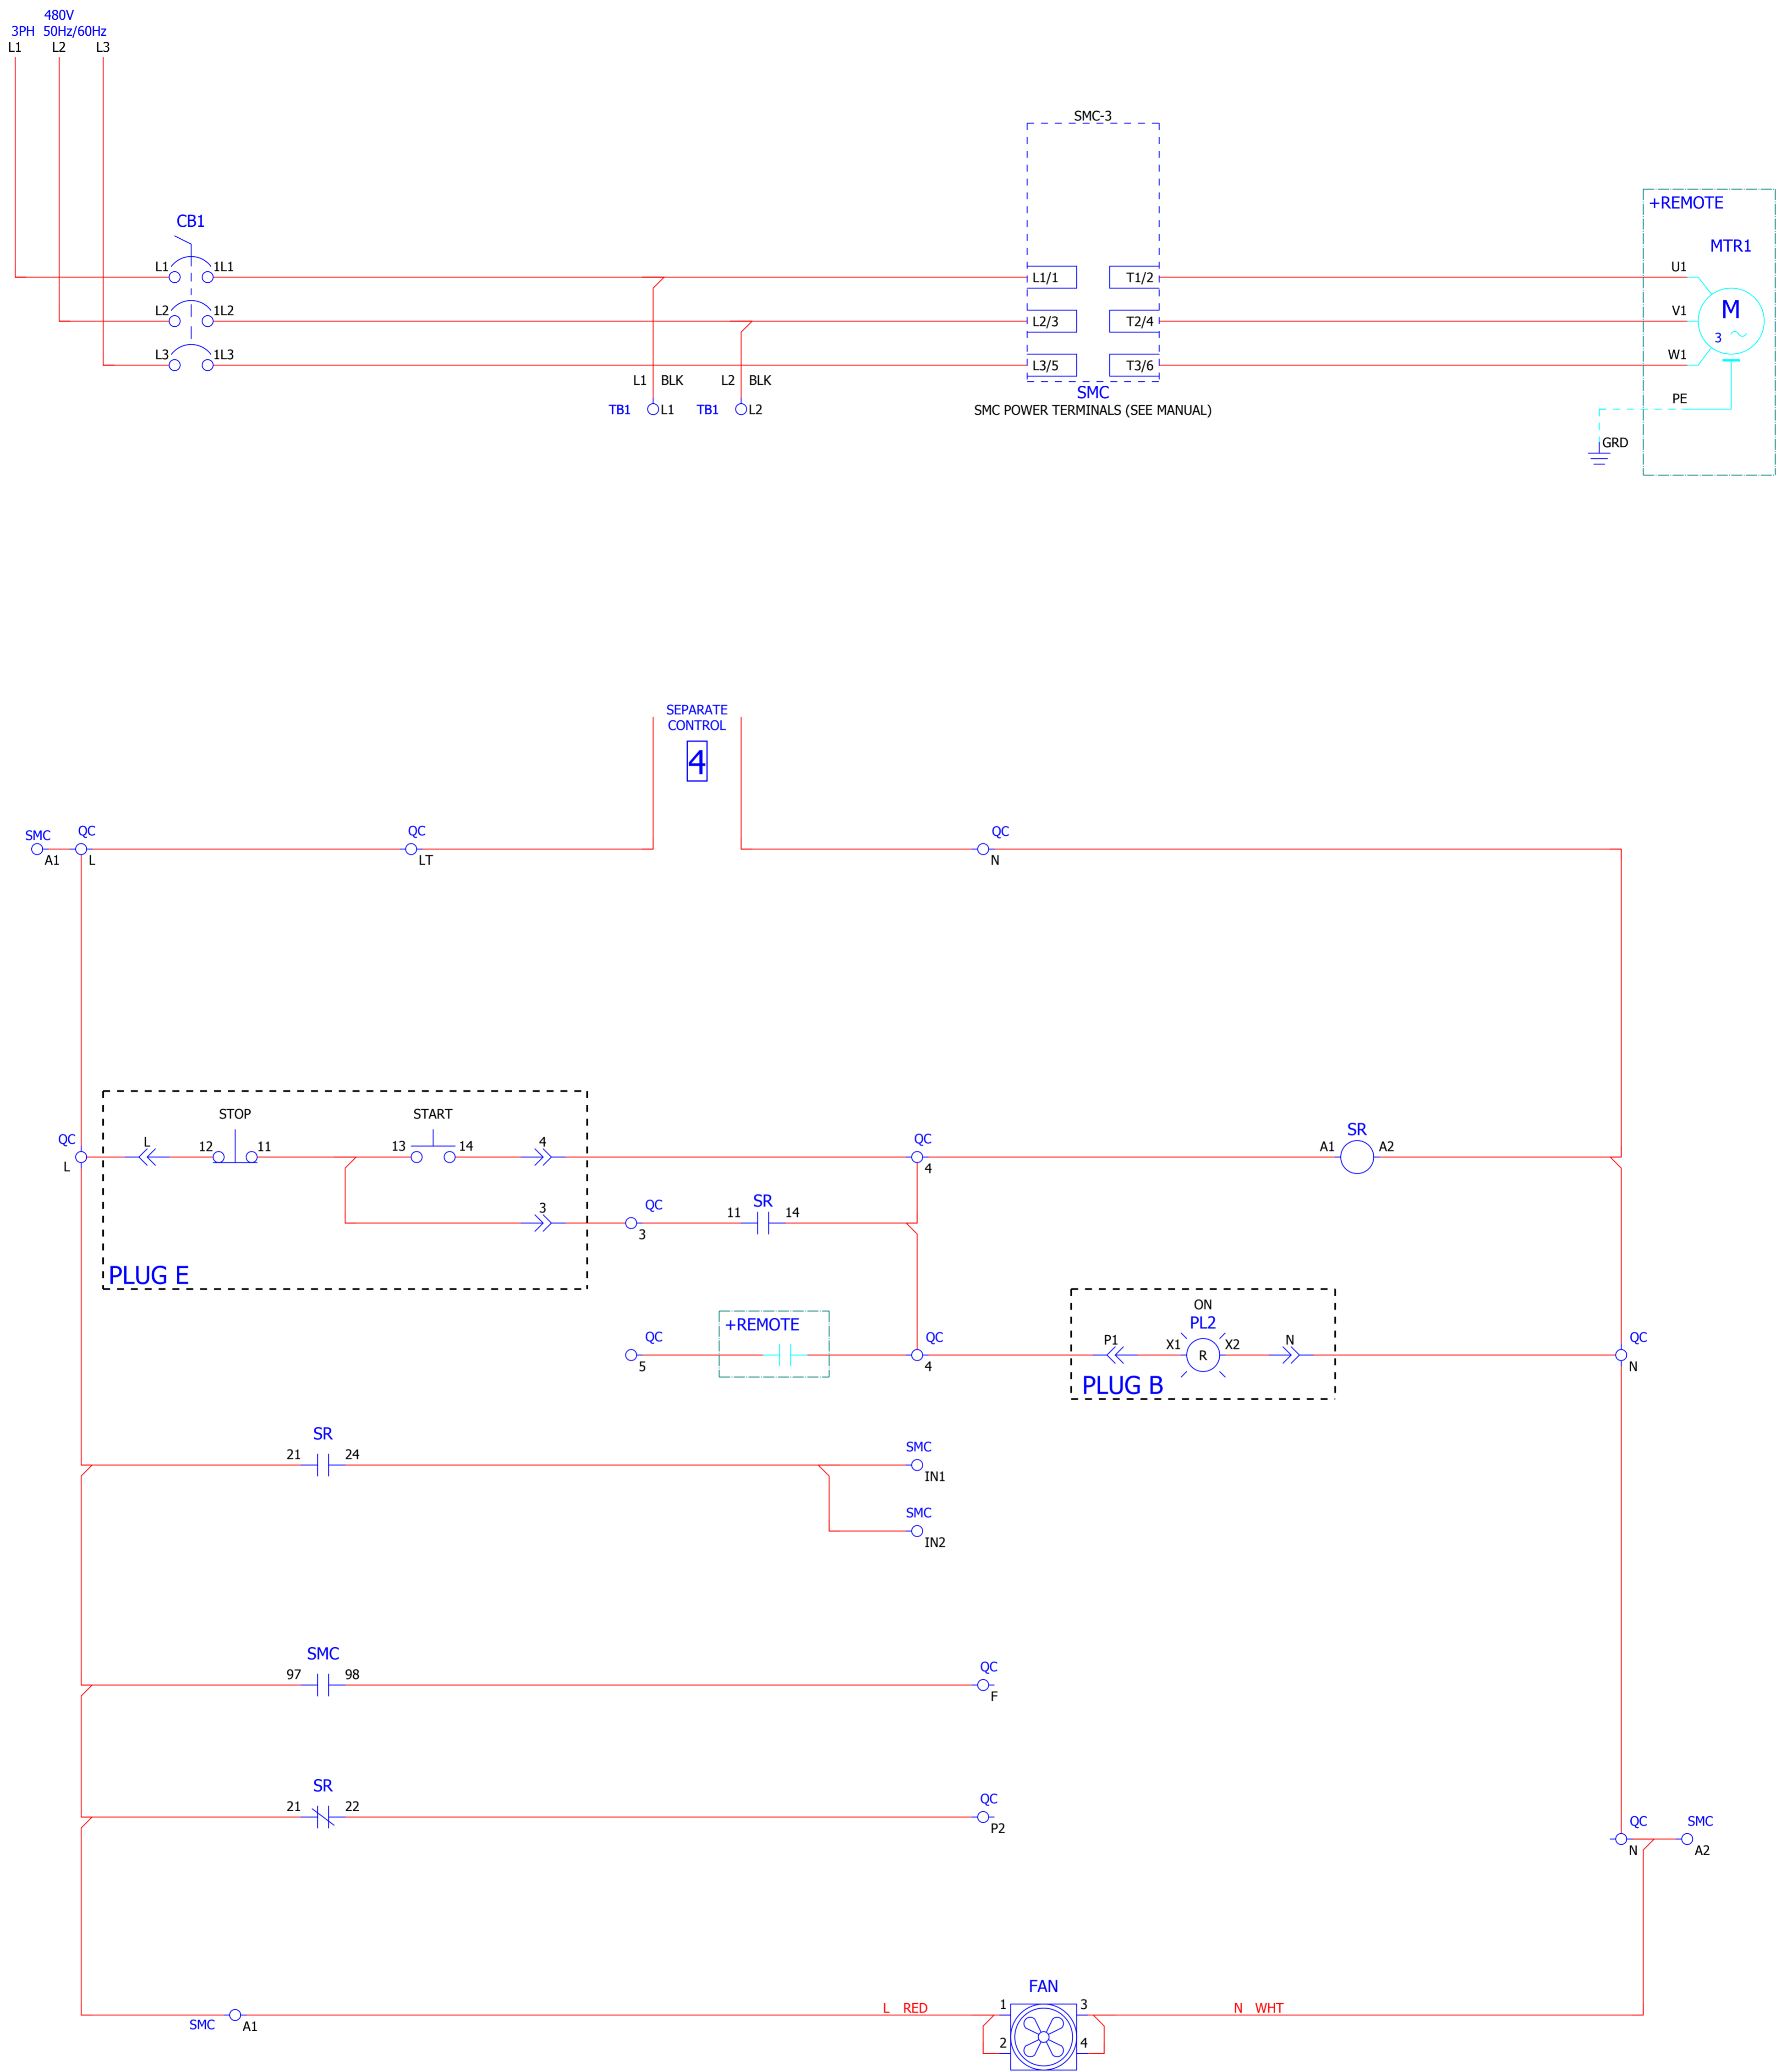 480V
3PH 50Hz/60Hz
L1 L2 L3
SMC-3
+REMOTE
CB1
MTR1
L1 1L1
L1/1 T1/2
U1
L2 1L2
L2/3 T2/4
V1
M
3
L3 1L3
L3/5 T3/6
W1
L1 BLK L2 BLK
SMC
PE
TB1 L1 TB1 L2
SMC POWER TERMINALS (SEE MANUAL)
GRD
SEPARATE
CONTROL
4
SMC QC QC QC
A1 L LT N
STOP START
QC L 12 11 13 14 4 QC A1 SR A2
L 4
3 QC 11 SR 14
3
PLUG E
ON
+REMOTE PL2
QC QC P1 X1 R X2 N QC
5 4 N
PLUG B
SR
21 24
SMC
IN1
SMC
IN2
SMC
97 98
QC
F
SR
21 22
QC
P2
QC SMC
N A2
FAN
L RED 1 3 N WHT
SMC A1
2 4